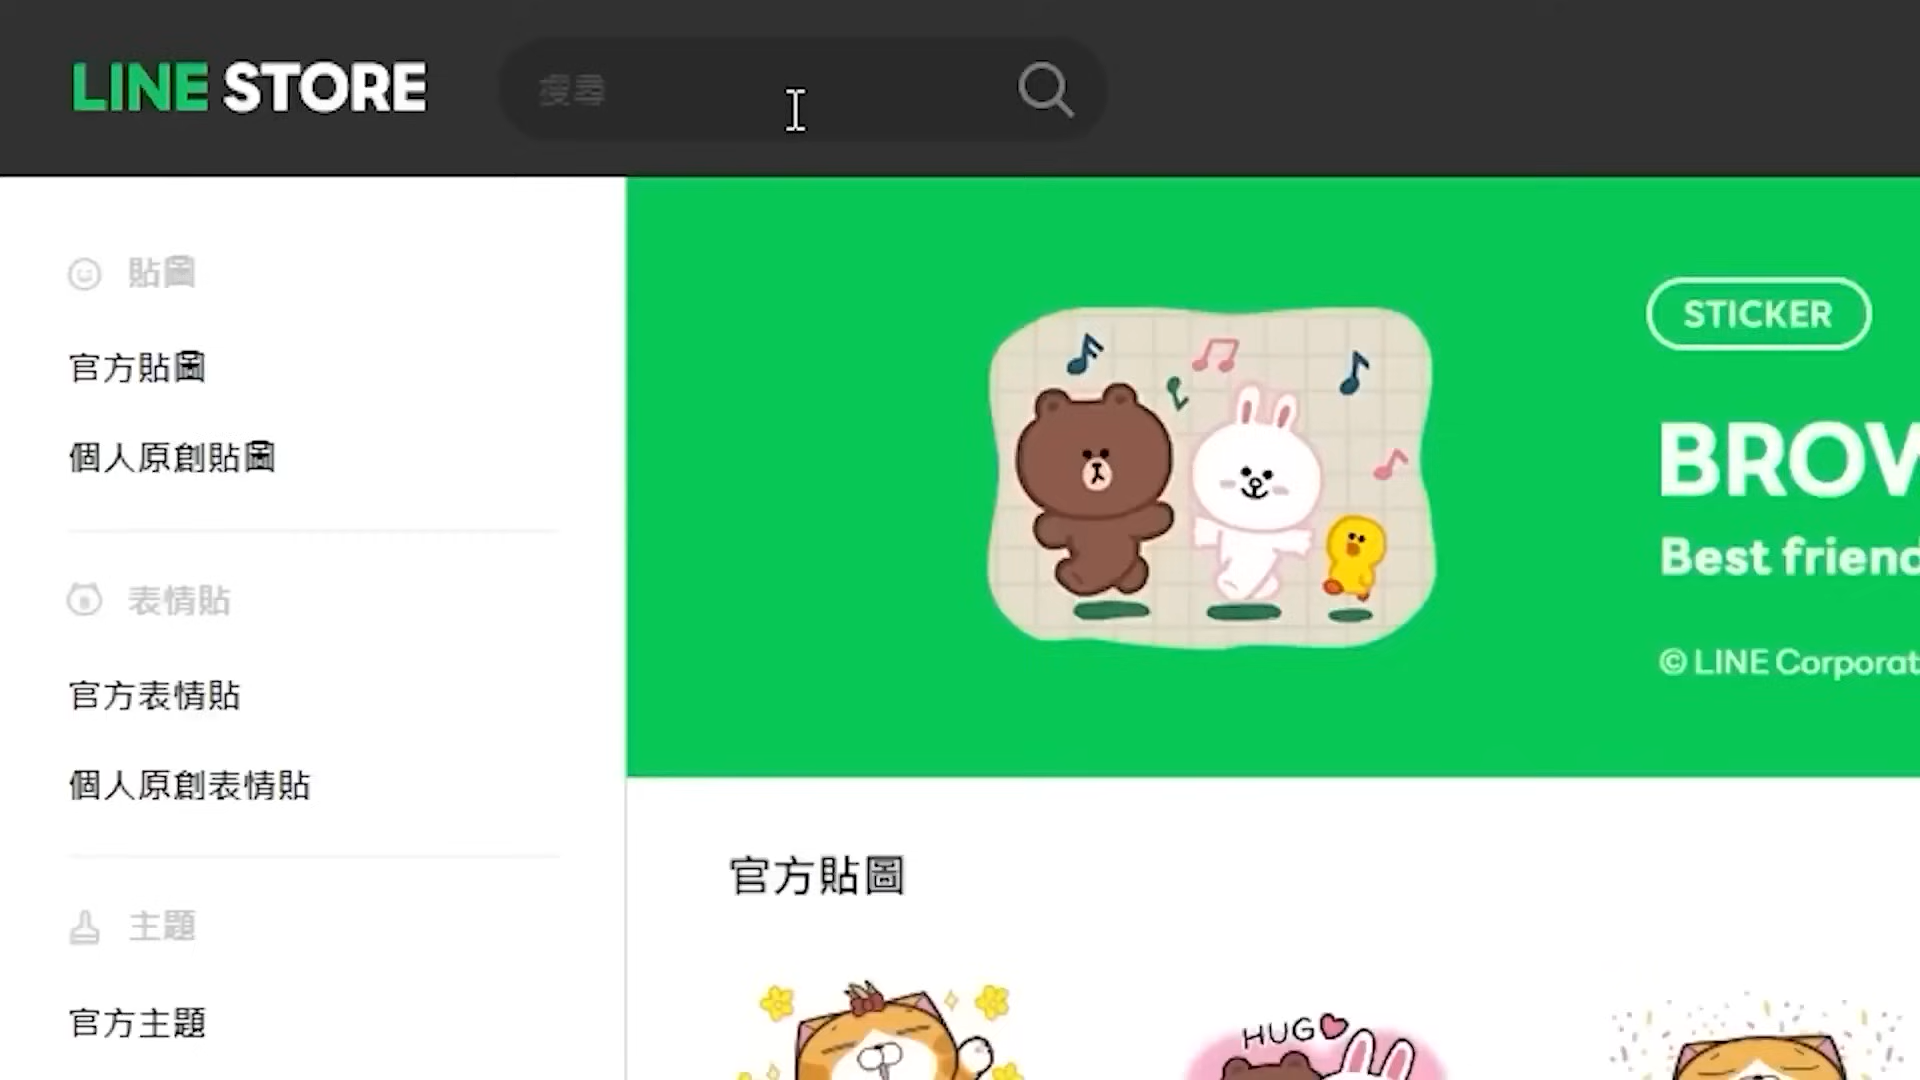 LINE STORE
搜尋
貼圖
官方貼圖
個人原創貼圖
表情貼
官方表情貼
個人原創表情貼
主題
官方主題
STICKER
BROW
Best friend
© LINE Corporat
官方貼圖
HUG